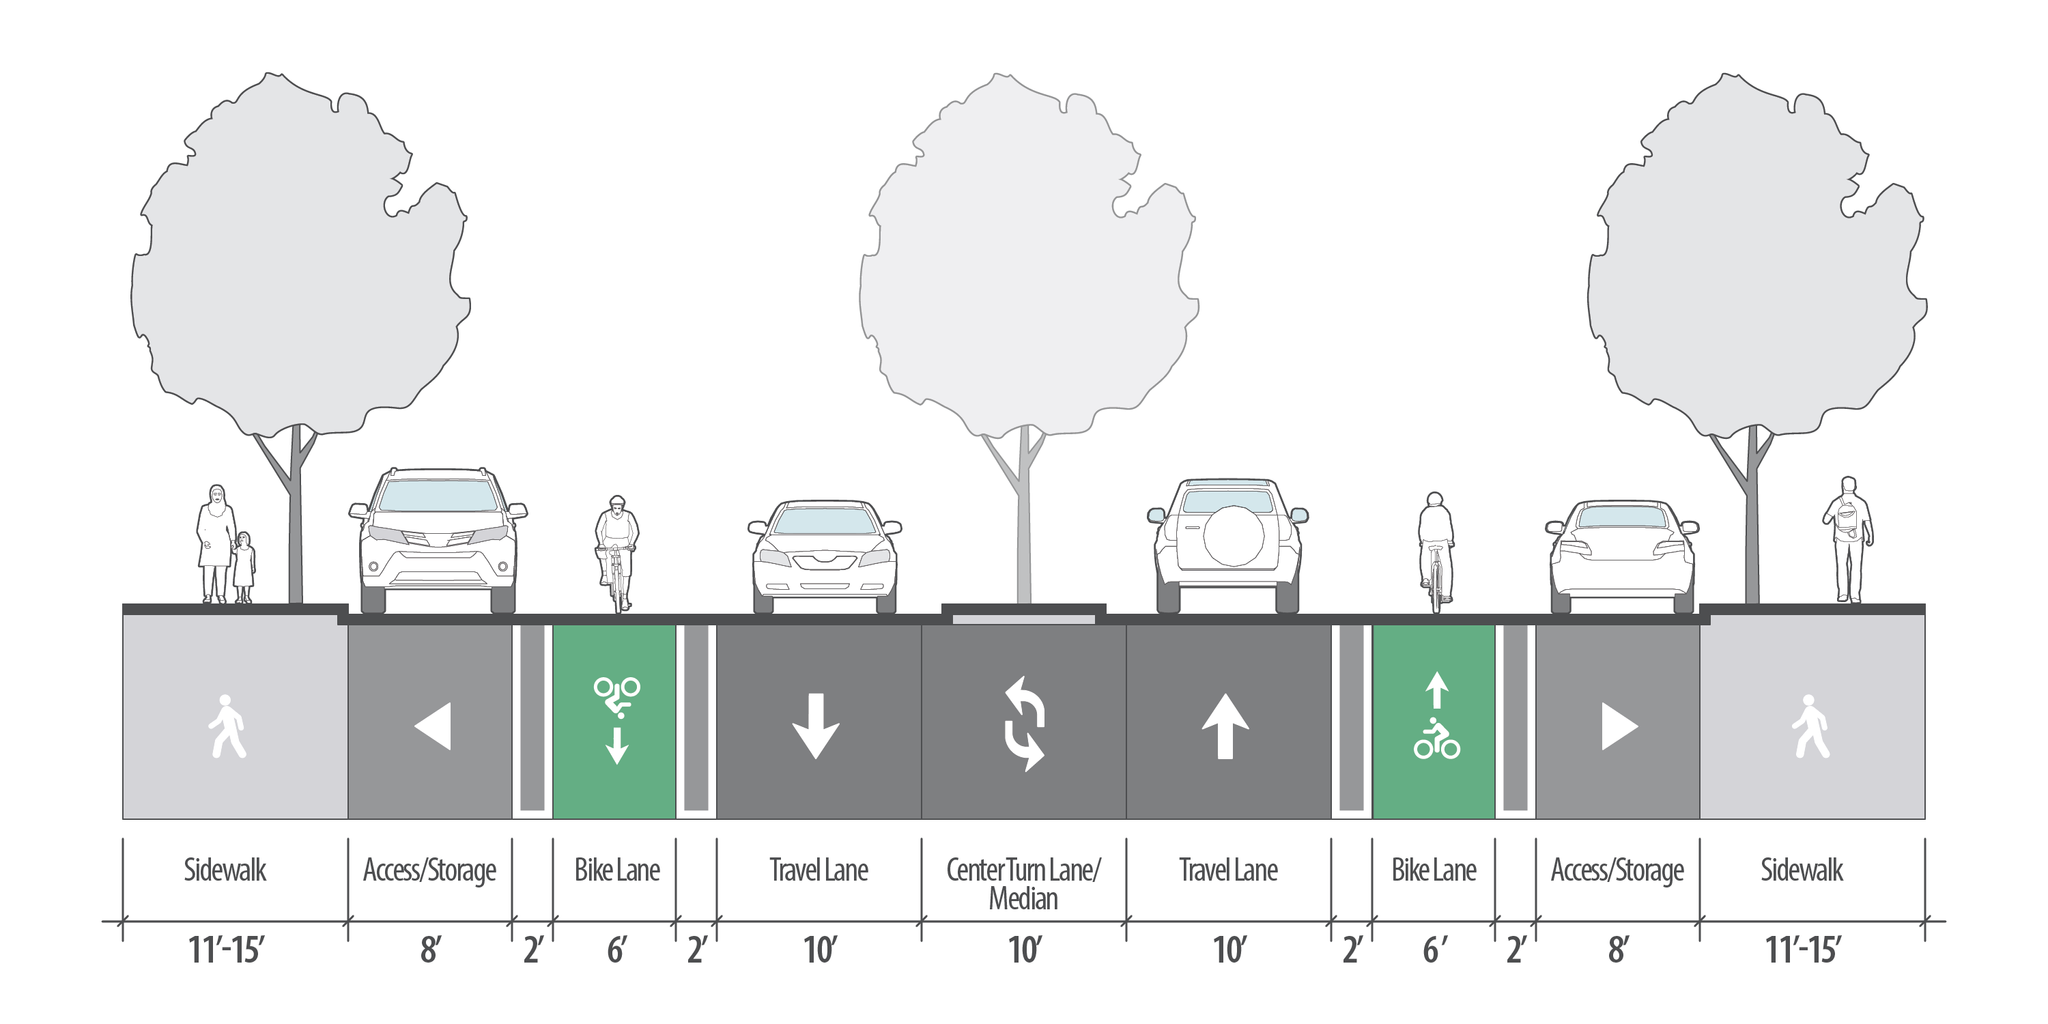 Sidewalk
Access/Storage
Bike Lane
Travel Lane
Center Turn Lane/
Median
Travel Lane
Bike Lane
Access/Storage
Sidewalk
11’-15’
8’
2’
6’
2’
10’
10’
10’
2’
6’
2’
8’
11’-15’